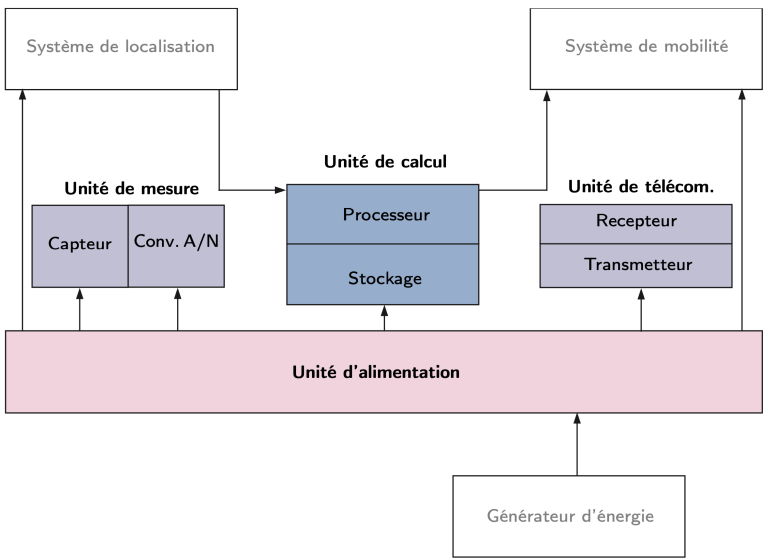 Système de localisation
Système de mobilité
Unité de calcul
Unité de mesure
Unité de télécom.
Capteur
Conv. A/N
Processeur
Stockage
Recepteur
Transmetteur
Unité d'alimentation
Générateur d'énergie